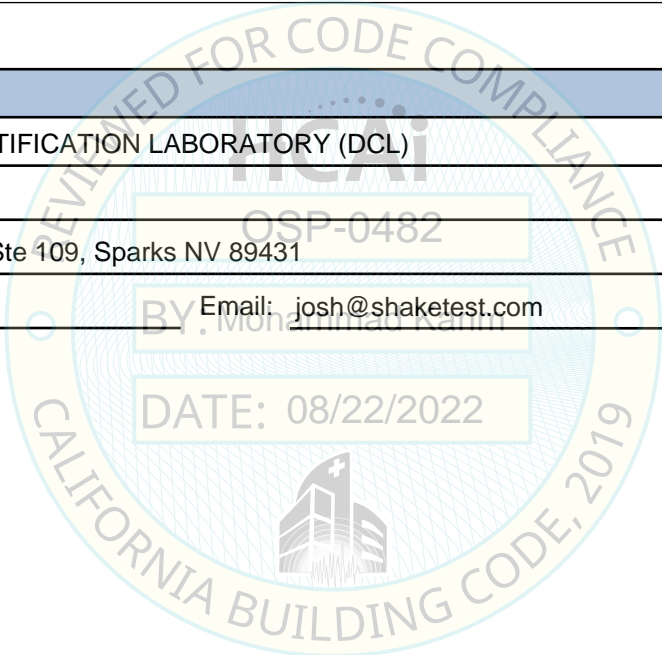 REVIEWED FOR CODE COMPLIANCE
HCAi
TIFICATION LABORATORY (DCL)
OSP-0482
Ste 109, Sparks NV 89431
Email: josh@shaketest.com
BY: Mohammad Karim
DATE: 08/22/2022
CALIFORNIA BUILDING CODE, 2019